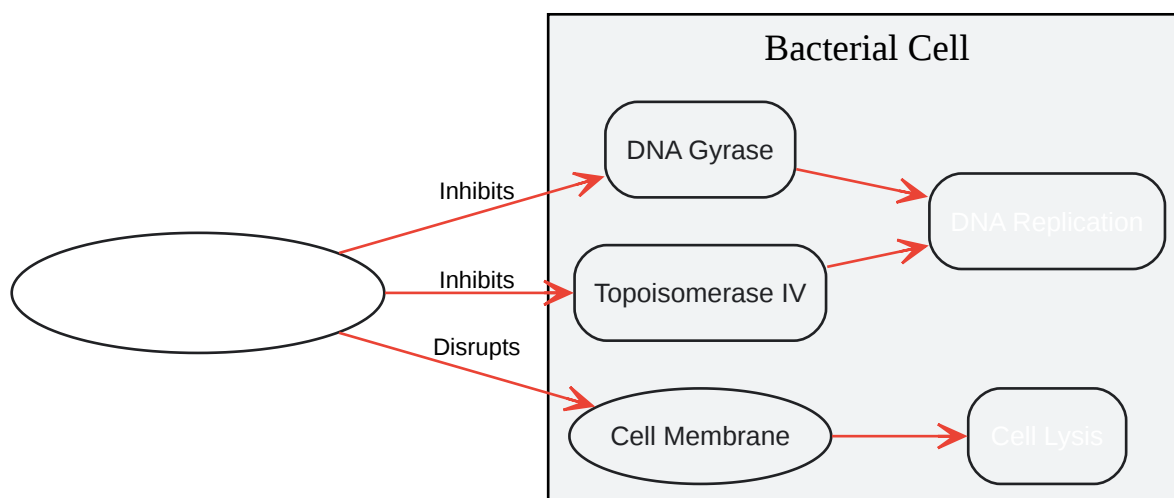 Bacterial Cell
DNA Gyrase
Inhibits
DNA Replication
Inhibits
Topoisomerase IV
Disrupts
Cell Membrane
Cell Lysis